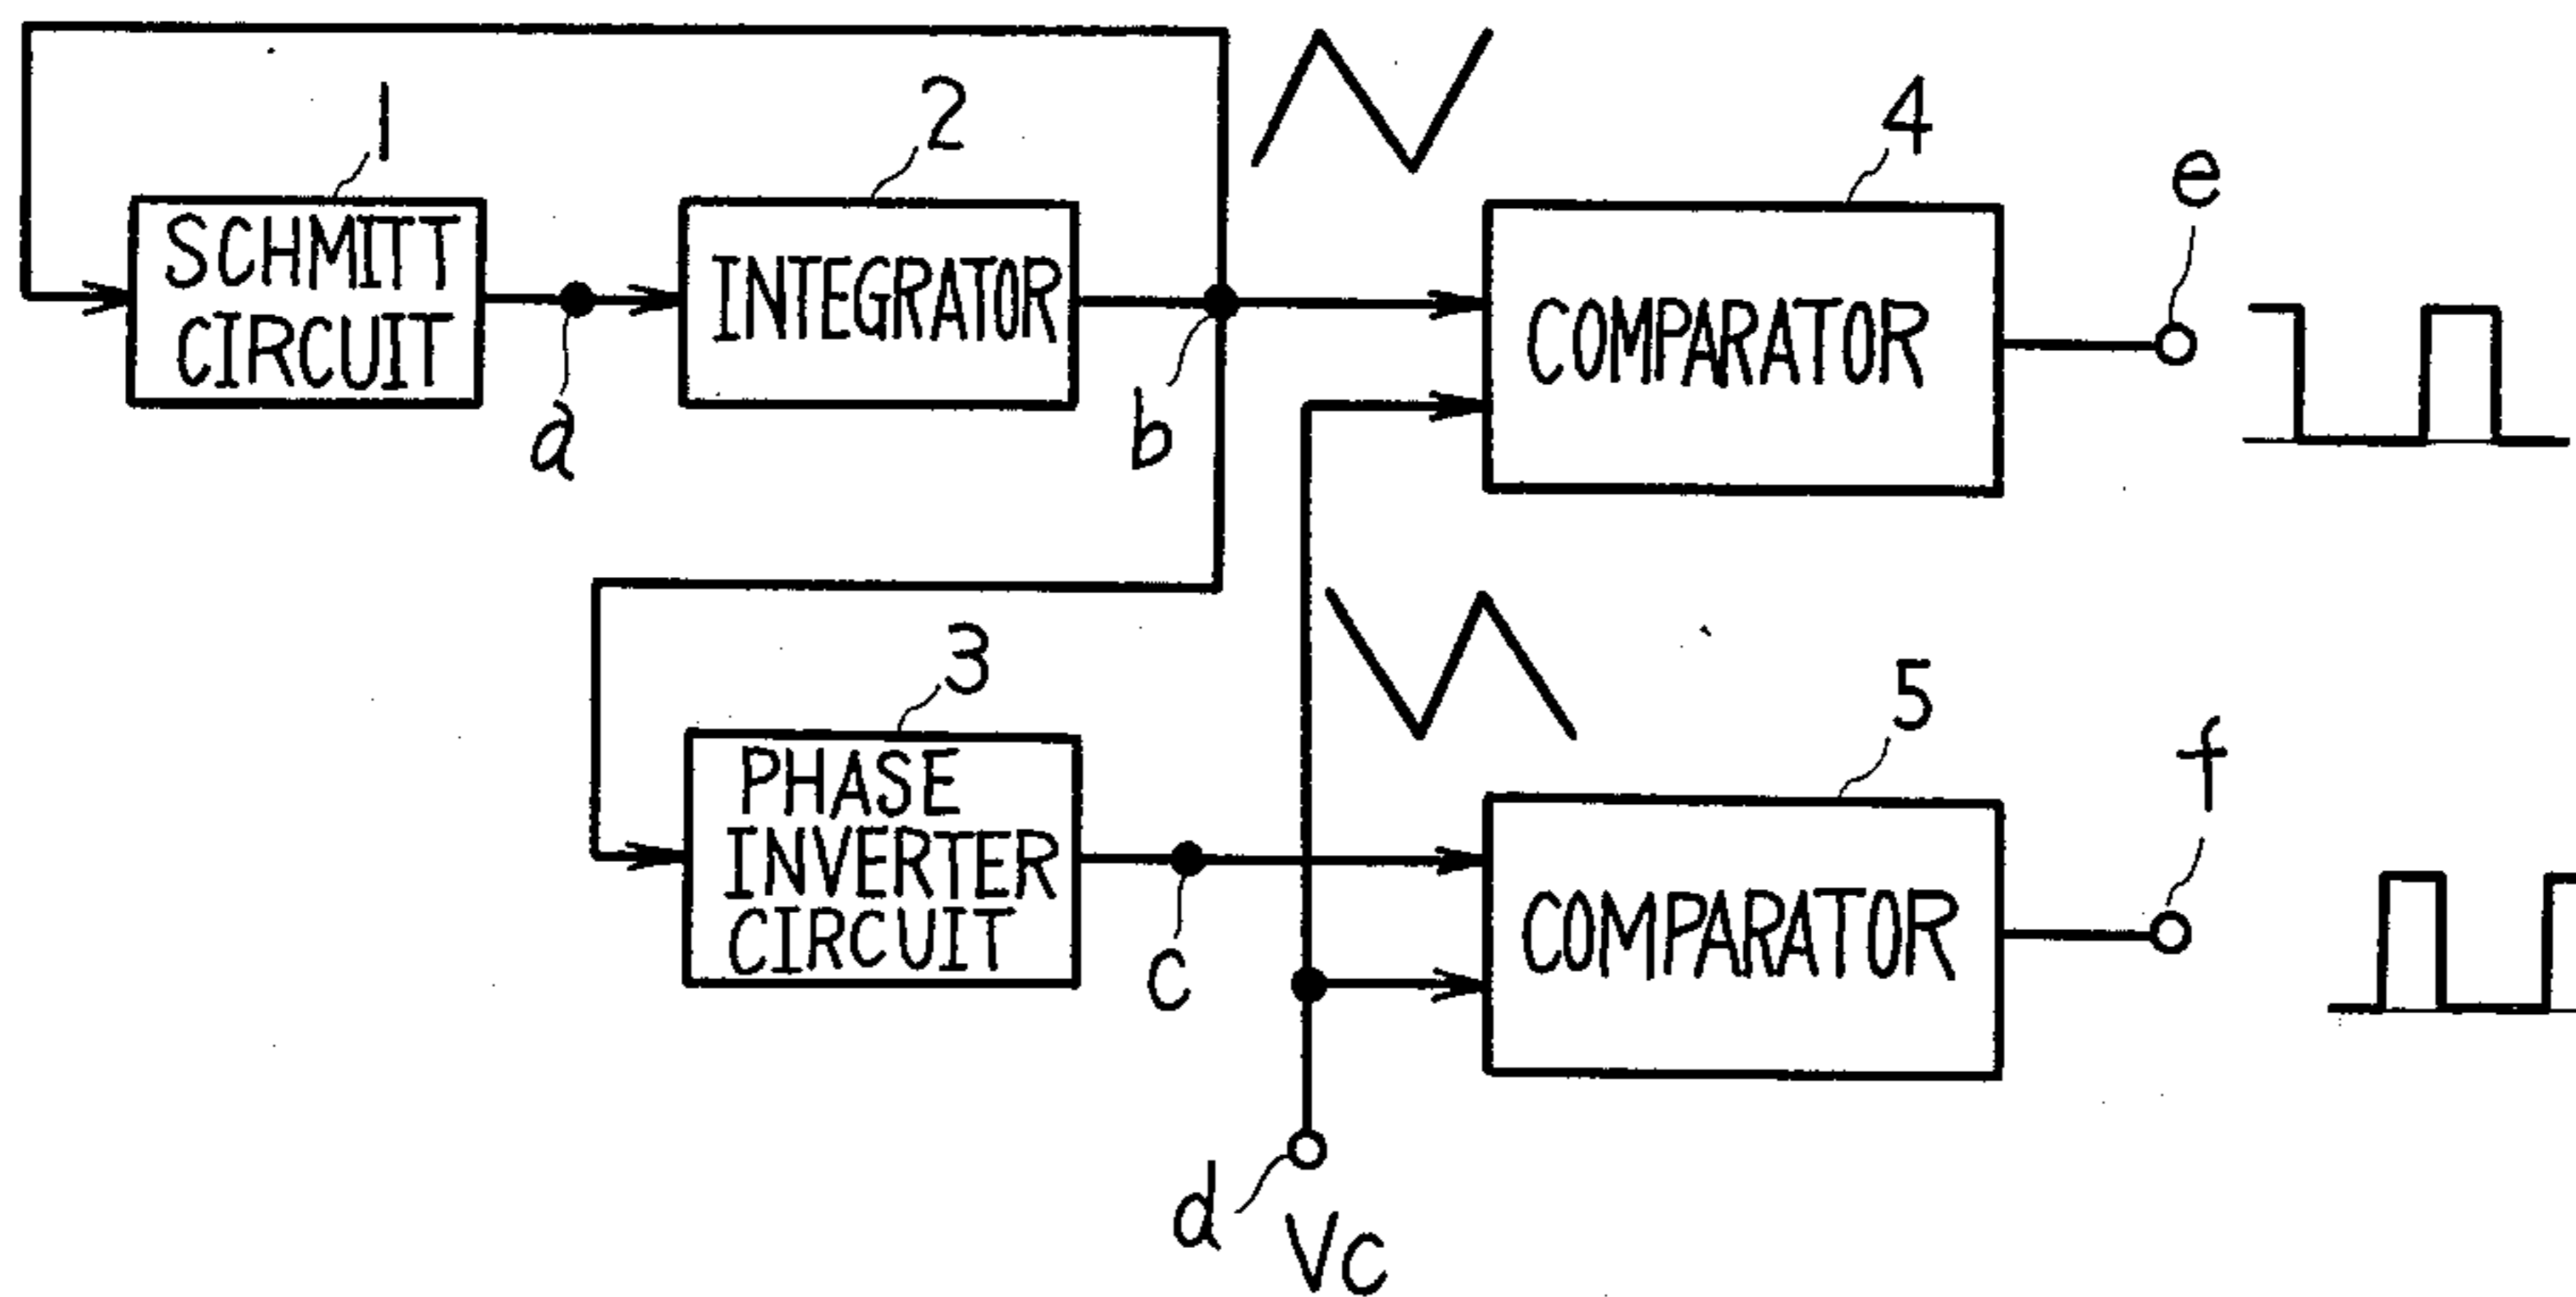 1
2
4
e
SCHMITT
CIRCUIT
INTEGRATOR
COMPARATOR
a
b
3
5
f
PHASE
INVERTER
CIRCUIT
COMPARATOR
c
d
Vc